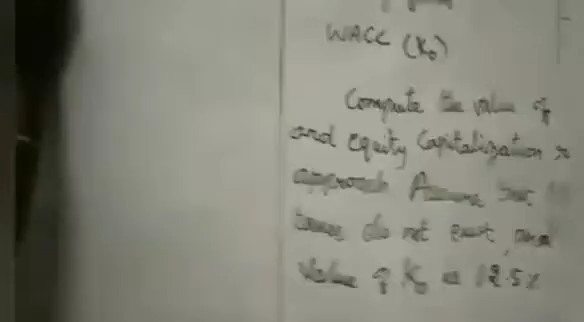 WACC (K₀)
Compute the value of
and equity Capitalization r
approach Assume
do not exist, and
Value of K₀ is 12.5%